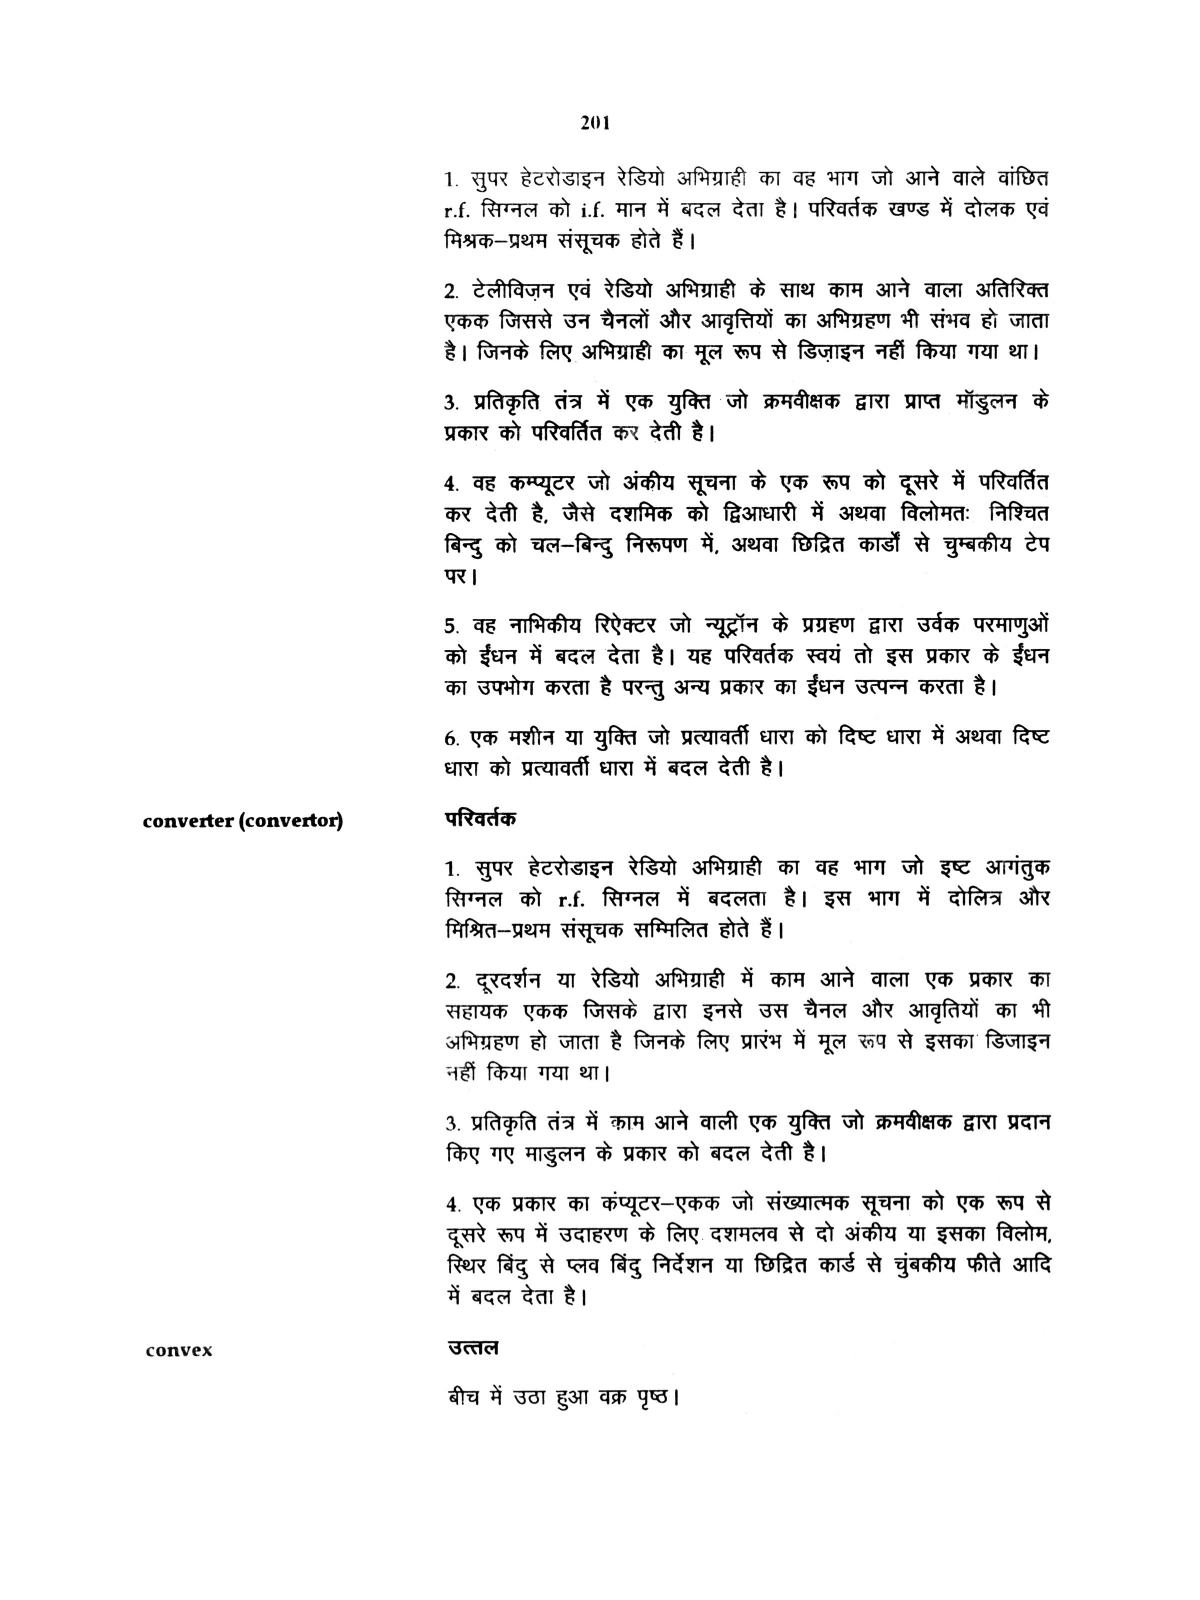 201
1. सुपर हेटरोडाइन रेडियो अभिग्राही का वह भाग जो आने वाले वांछित
r.f. सिग्नल को i.f. मान में बदल देता है। परिवर्तक खण्ड में दोलक एवं
मिश्रक–प्रथम संसूचक होते हैं।
2. टेलीविज़न एवं रेडियो अभिग्राही के साथ काम आने वाला अतिरिक्त
एकक जिससे उन चैनलों और आवृत्तियों का अभिग्रहण भी संभव हो जाता
है। जिनके लिए अभिग्राही का मूल रूप से डिज़ाइन नहीं किया गया था।
3. प्रतिकृति तंत्र में एक युक्ति जो क्रमवीक्षक द्वारा प्राप्त मॉडुलन के
प्रकार को परिवर्तित कर देती है।
4. वह कम्प्यूटर जो अंकीय सूचना के एक रूप को दूसरे में परिवर्तित
कर देती है, जैसे दशमिक को द्विआधारी में अथवा विलोमतः निश्चित
बिन्दु को चल–बिन्दु निरूपण में, अथवा छिद्रित कार्डों से चुम्बकीय टेप
पर।
5. वह नाभिकीय रिऐक्टर जो न्यूट्रॉन के प्रग्रहण द्वारा उर्वक परमाणुओं
को ईंधन में बदल देता है। यह परिवर्तक स्वयं तो इस प्रकार के ईंधन
का उपभोग करता है परन्तु अन्य प्रकार का ईंधन उत्पन्न करता है।
6. एक मशीन या युक्ति जो प्रत्यावर्ती धारा को दिष्ट धारा में अथवा दिष्ट
धारा को प्रत्यावर्ती धारा में बदल देती है।
converter (convertor) परिवर्तक
1. सुपर हेटरोडाइन रेडियो अभिग्राही का वह भाग जो इष्ट आगंतुक
सिग्नल को r.f. सिग्नल में बदलता है। इस भाग में दोलित्र और
मिश्रित–प्रथम संसूचक सम्मिलित होते हैं।
2. दूरदर्शन या रेडियो अभिग्राही में काम आने वाला एक प्रकार का
सहायक एकक जिसके द्वारा इनसे उस चैनल और आवृतियों का भी
अभिग्रहण हो जाता है जिनके लिए प्रारंभ में मूल रूप से इसका डिजाइन
नहीं किया गया था।
3. प्रतिकृति तंत्र में काम आने वाली एक युक्ति जो क्रमवीक्षक द्वारा प्रदान
किए गए माडुलन के प्रकार को बदल देती है।
4. एक प्रकार का कंप्यूटर–एकक जो संख्यात्मक सूचना को एक रूप से
दूसरे रूप में उदाहरण के लिए दशमलव से दो अंकीय या इसका विलोम,
स्थिर बिंदु से प्लव बिंदु निर्देशन या छिद्रित कार्ड से चुंबकीय फीते आदि
में बदल देता है।
convex उत्तल
बीच में उठा हुआ वक्र पृष्ठ।